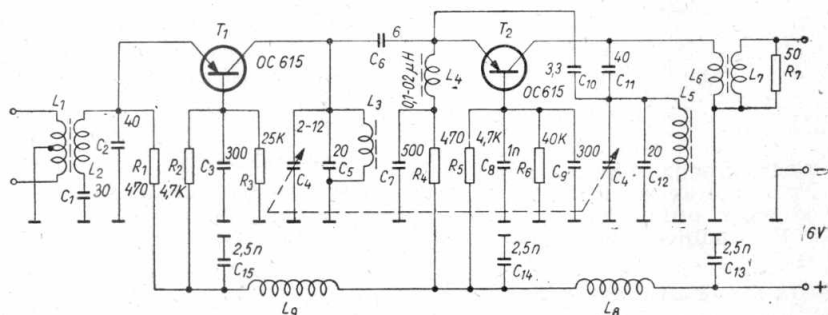 T1
OC 615
6
C6
T2
OC615
0,1-02 μH
L4
3,3
C10
40
C11
L6
L7
50
R7
L1
L2
40
C2
C1
30
R1
470
R2
4,7K
C3
300
25K
R3
2-12
C4
20
C5
L3
500
C7
470
R4
4,7K
R5
1n
C8
40K
R6
300
C9
C4
20
C12
L5
2,5n
C15
2,5n
C14
2,5n
C13
6V
−
+
L9
L8